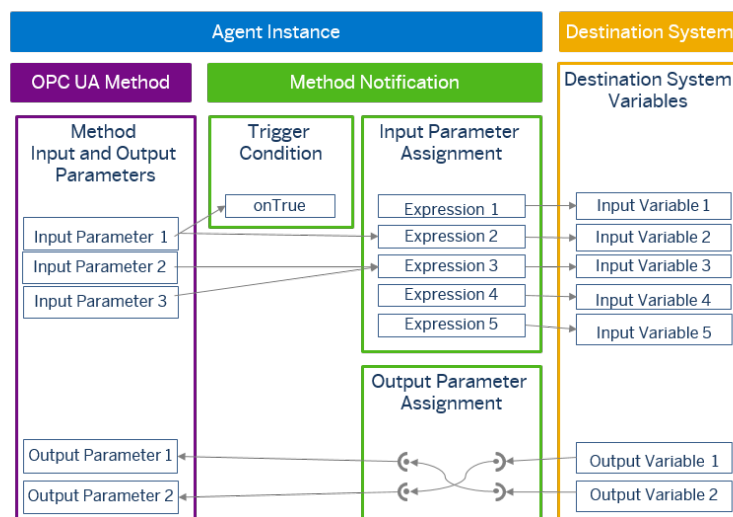 Agent Instance
Destination System
OPC UA Method
Method Notification
Destination System
Variables
Method
Input and Output
Parameters
Trigger
Condition
Input Parameter
Assignment
onTrue
Expression 1
Input Variable 1
Input Parameter 1
Expression 2
Input Variable 2
Input Parameter 2
Expression 3
Input Variable 3
Input Parameter 3
Expression 4
Input Variable 4
Expression 5
Input Variable 5
Output Parameter
Assignment
Output Parameter 1
Output Variable 1
Output Parameter 2
Output Variable 2